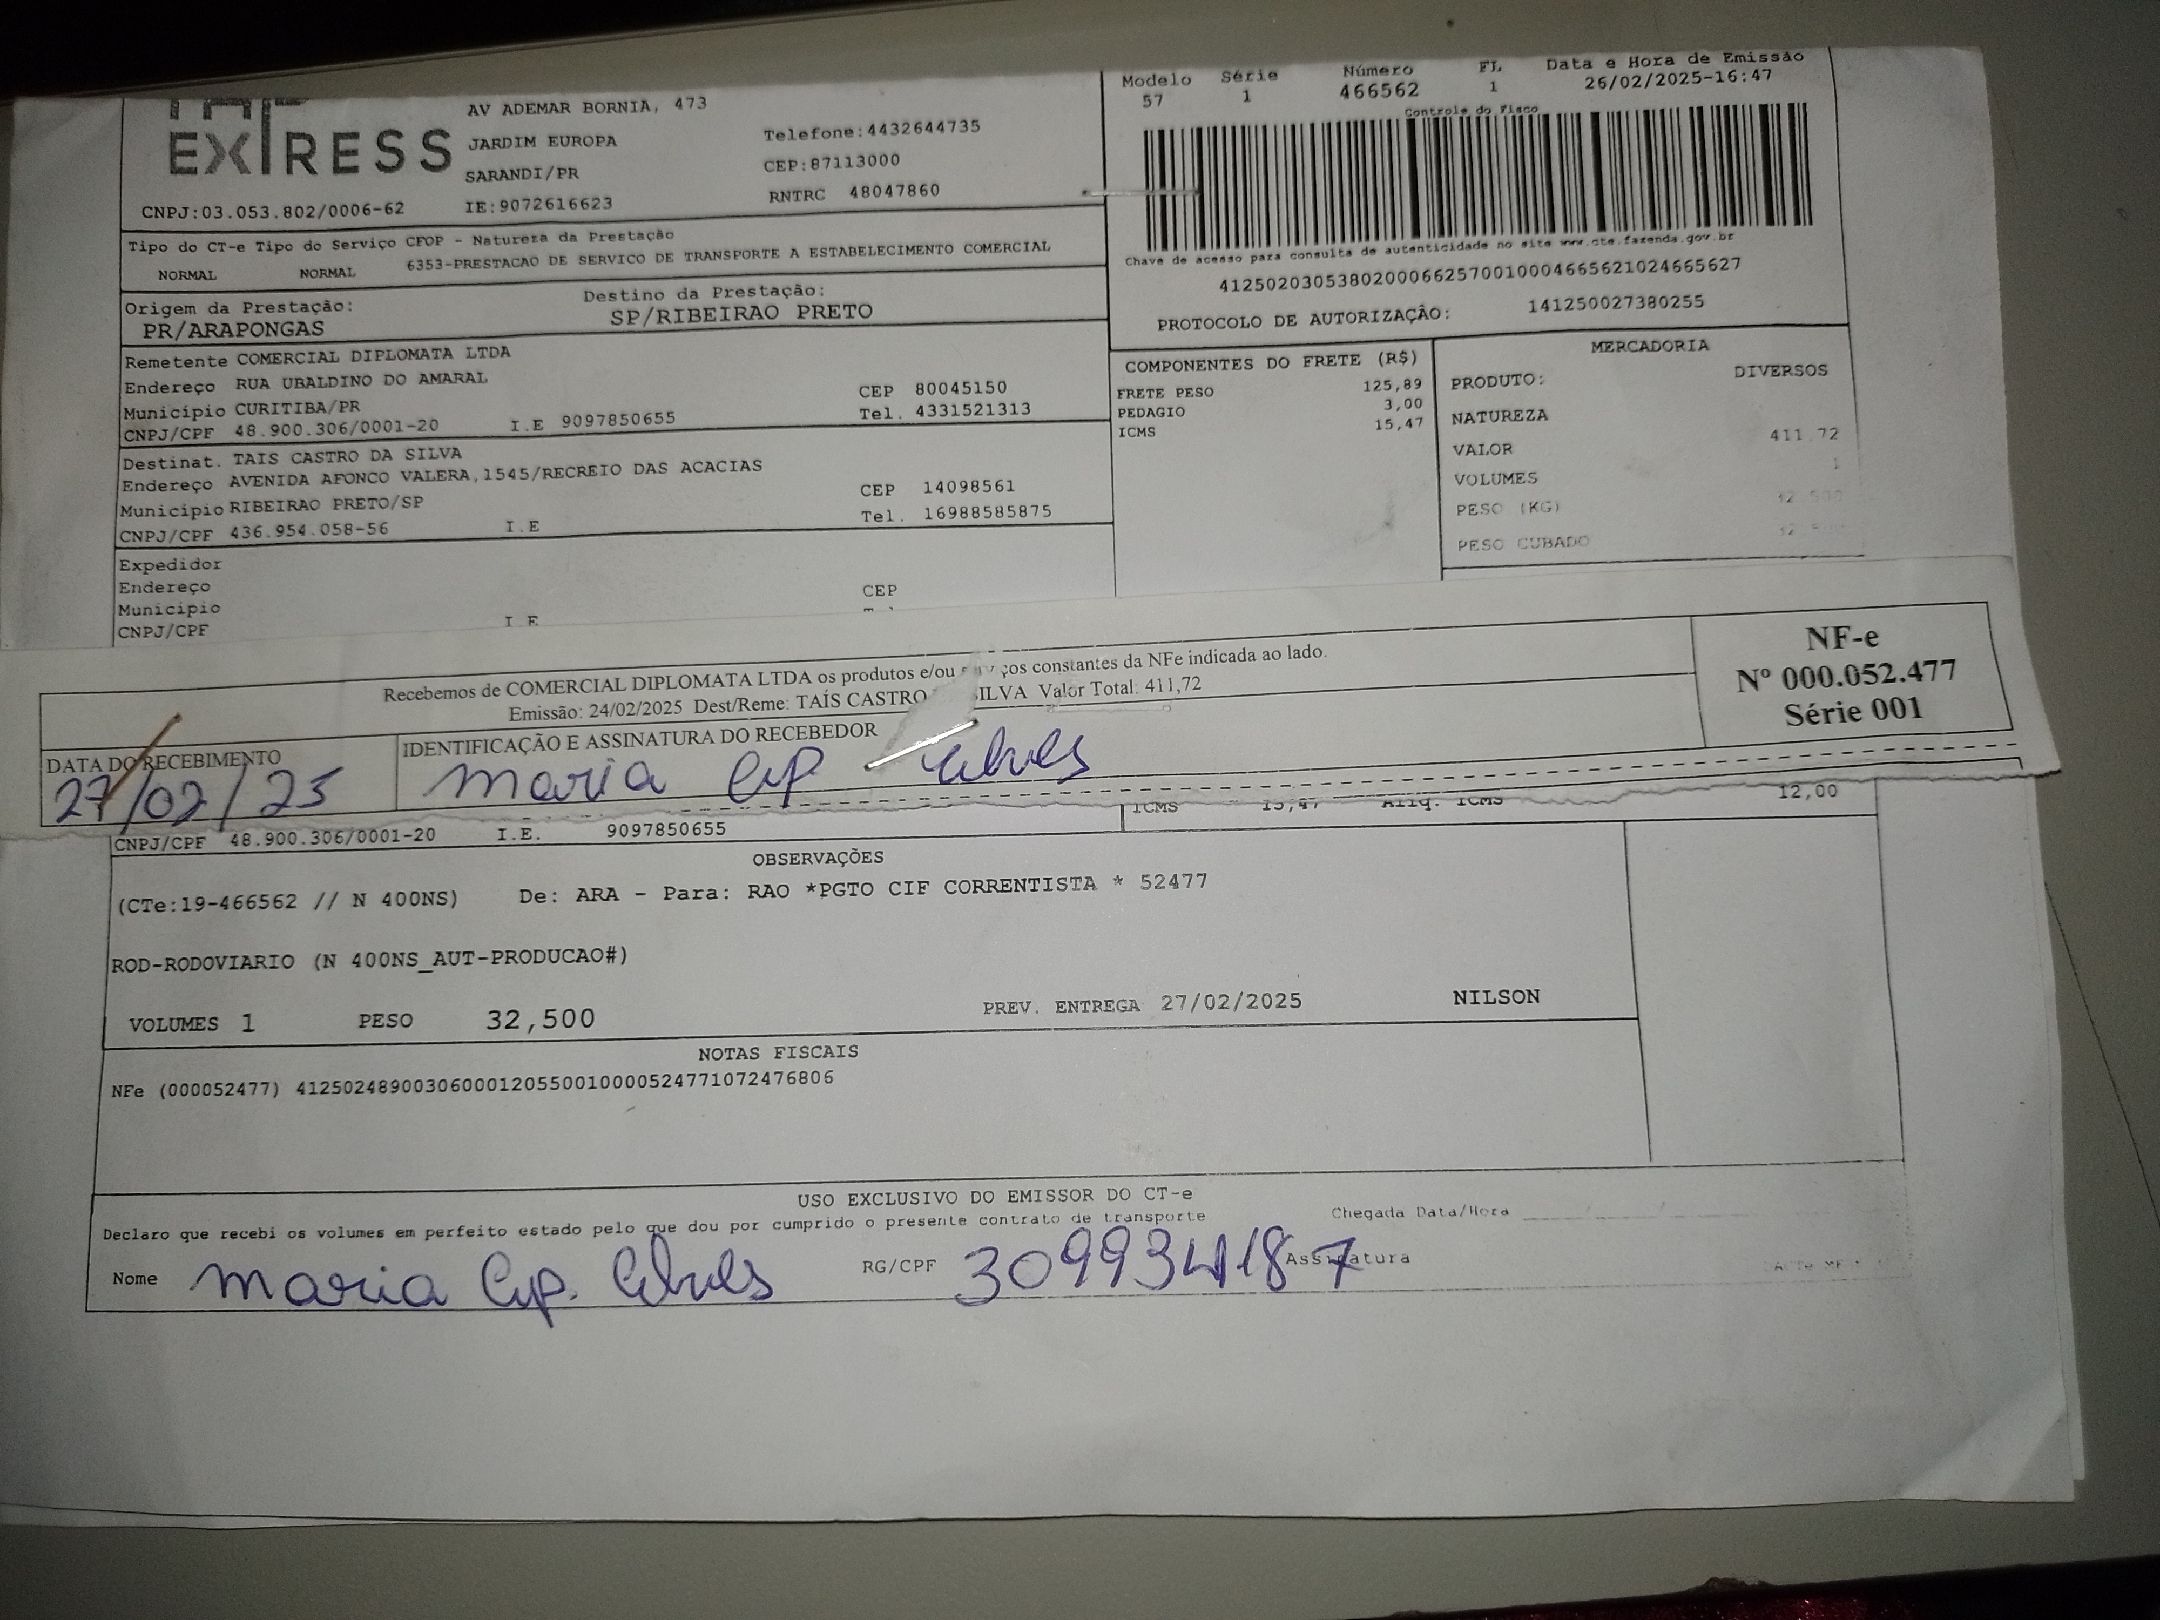 EXPRESS
AV ADEMAR BORNIA, 473
JARDIM EUROPA
SARANDI/PR
CNPJ:03.053.802/0006-62 IE:9072616623
Telefone:4432644735
CEP:87113000
RNTRC 48047860
Modelo Série Número FL Data e Hora de Emissão
57 1 466562 1 26/02/2025-16:47
Controle do Fisco
Chave de acesso para consulta de autenticidade no site www.cte.fazenda.gov.br
41250203053802000662570010004665621024665627
PROTOCOLO DE AUTORIZAÇÃO: 141250027380255
Tipo do CT-e Tipo do Serviço CFOP - Natureza da Prestação
NORMAL NORMAL 6353-PRESTACAO DE SERVICO DE TRANSPORTE A ESTABELECIMENTO COMERCIAL
Origem da Prestação: Destino da Prestação:
PR/ARAPONGAS SP/RIBEIRAO PRETO
Remetente COMERCIAL DIPLOMATA LTDA
Endereço RUA UBALDINO DO AMARAL CEP 80045150
Município CURITIBA/PR Tel. 4331521313
CNPJ/CPF 48.900.306/0001-20 I.E 9097850655
Destinat. TAIS CASTRO DA SILVA
Endereço AVENIDA AFONCO VALERA,1545/RECREIO DAS ACACIAS CEP 14098561
Município RIBEIRAO PRETO/SP Tel. 16988585875
CNPJ/CPF 436.954.058-56 I.E
Expedidor
Endereço CEP
Município
CNPJ/CPF I.E
COMPONENTES DO FRETE (R$)
FRETE PESO 125,89
PEDAGIO 3,00
ICMS 15,47
MERCADORIA
PRODUTO: DIVERSOS
NATUREZA
VALOR 411,72
VOLUMES 1
PESO (KG)
PESO CUBADO
Recebemos de COMERCIAL DIPLOMATA LTDA os produtos e/ou serviços constantes da NFe indicada ao lado.
Emissão: 24/02/2025 Dest/Reme: TAÍS CASTRO SILVA Valor Total: 411,72
NF-e
Nº 000.052.477
Série 001
DATA DO RECEBIMENTO IDENTIFICAÇÃO E ASSINATURA DO RECEBEDOR
27/02/25 maria ap
ICMS 15,47 Aliq. ICMS 12,00
CNPJ/CPF 48.900.306/0001-20 I.E. 9097850655
OBSERVAÇÕES
(CTe:19-466562 // N 400NS) De: ARA - Para: RAO *PGTO CIF CORRENTISTA * 52477
ROD-RODOVIARIO (N 400NS_AUT-PRODUCAO#)
VOLUMES 1 PESO 32,500 PREV. ENTREGA 27/02/2025 NILSON
NOTAS FISCAIS
NFe (000052477) 41250248900306000120550010000524771072476806
USO EXCLUSIVO DO EMISSOR DO CT-e
Declaro que recebi os volumes em perfeito estado pelo que dou por cumprido o presente contrato de transporte Chegada Data/Hora
Nome maria ap. RG/CPF 309934187 Assinatura